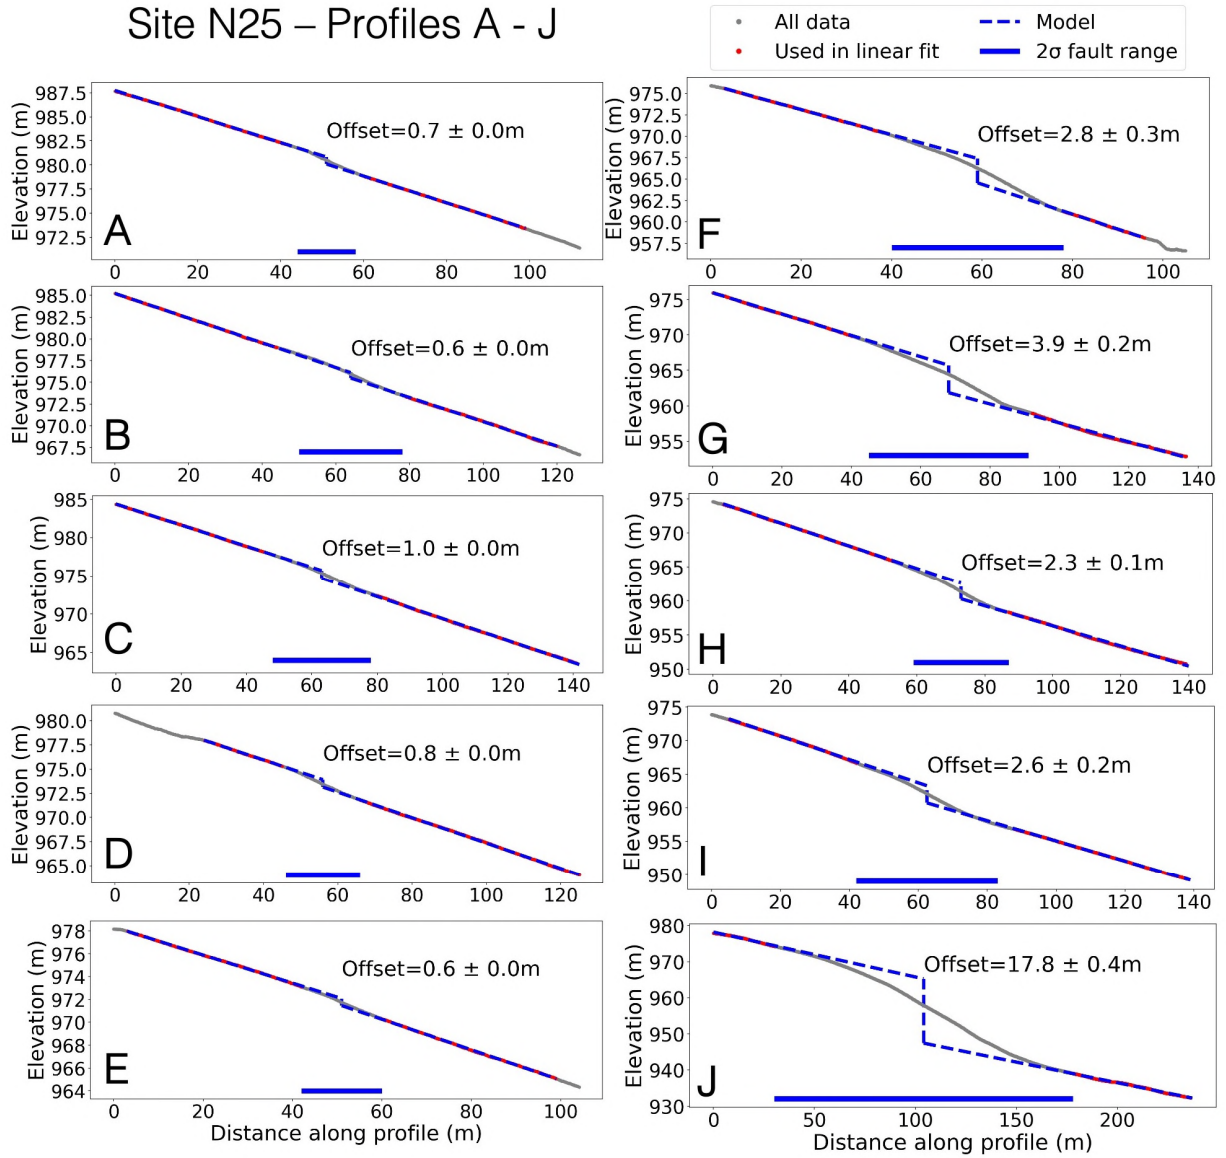 Site N25 – Profiles A - J
All data
Used in linear fit
Model
2σ fault range
Elevation (m)
987.5
985.0
982.5
980.0
977.5
975.0
972.5
Offset=0.7 ± 0.0m
A
0 20 40 60 80 100
Elevation (m)
985.0
982.5
980.0
977.5
975.0
972.5
970.0
967.5
Offset=0.6 ± 0.0m
B
0 20 40 60 80 100 120
Elevation (m)
985
980
975
970
965
Offset=1.0 ± 0.0m
C
0 20 40 60 80 100 120 140
Elevation (m)
980.0
977.5
975.0
972.5
970.0
967.5
965.0
Offset=0.8 ± 0.0m
D
0 20 40 60 80 100 120
Elevation (m)
978
976
974
972
970
968
966
964
Offset=0.6 ± 0.0m
E
0 20 40 60 80 100
Distance along profile (m)
Elevation (m)
975.0
972.5
970.0
967.5
965.0
962.5
960.0
957.5
Offset=2.8 ± 0.3m
F
0 20 40 60 80 100
Elevation (m)
975
970
965
960
955
Offset=3.9 ± 0.2m
G
0 20 40 60 80 100 120 140
Elevation (m)
975
970
965
960
955
950
Offset=2.3 ± 0.1m
H
0 20 40 60 80 100 120 140
Elevation (m)
975
970
965
960
955
950
Offset=2.6 ± 0.2m
I
0 20 40 60 80 100 120 140
Elevation (m)
980
970
960
950
940
930
Offset=17.8 ± 0.4m
J
0 50 100 150 200
Distance along profile (m)